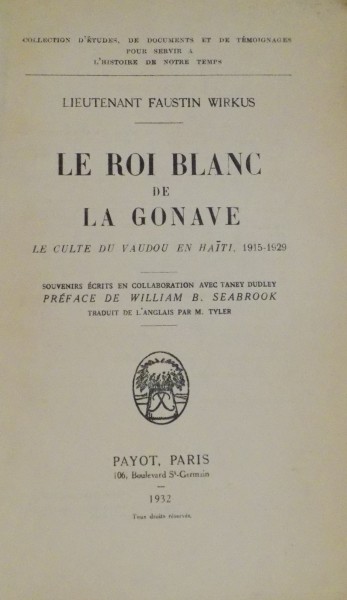 COLLECTION D'ÉTUDES, DE DOCUMENTS ET DE TÉMOIGNAGES
POUR SERVIR A
L'HISTOIRE DE NOTRE TEMPS
LIEUTENANT FAUSTIN WIRKUS
LE ROI BLANC
DE
LA GONAVE
LE CULTE DU VAUDOU EN HAÏTI, 1915-1929
SOUVENIRS ÉCRITS EN COLLABORATION AVEC TANEY DUDLEY
PRÉFACE DE WILLIAM B. SEABROOK
TRADUIT DE L'ANGLAIS PAR M. TYLER
PAYOT, PARIS
106, Boulevard St-Germain
1932
Tous droits réservés.